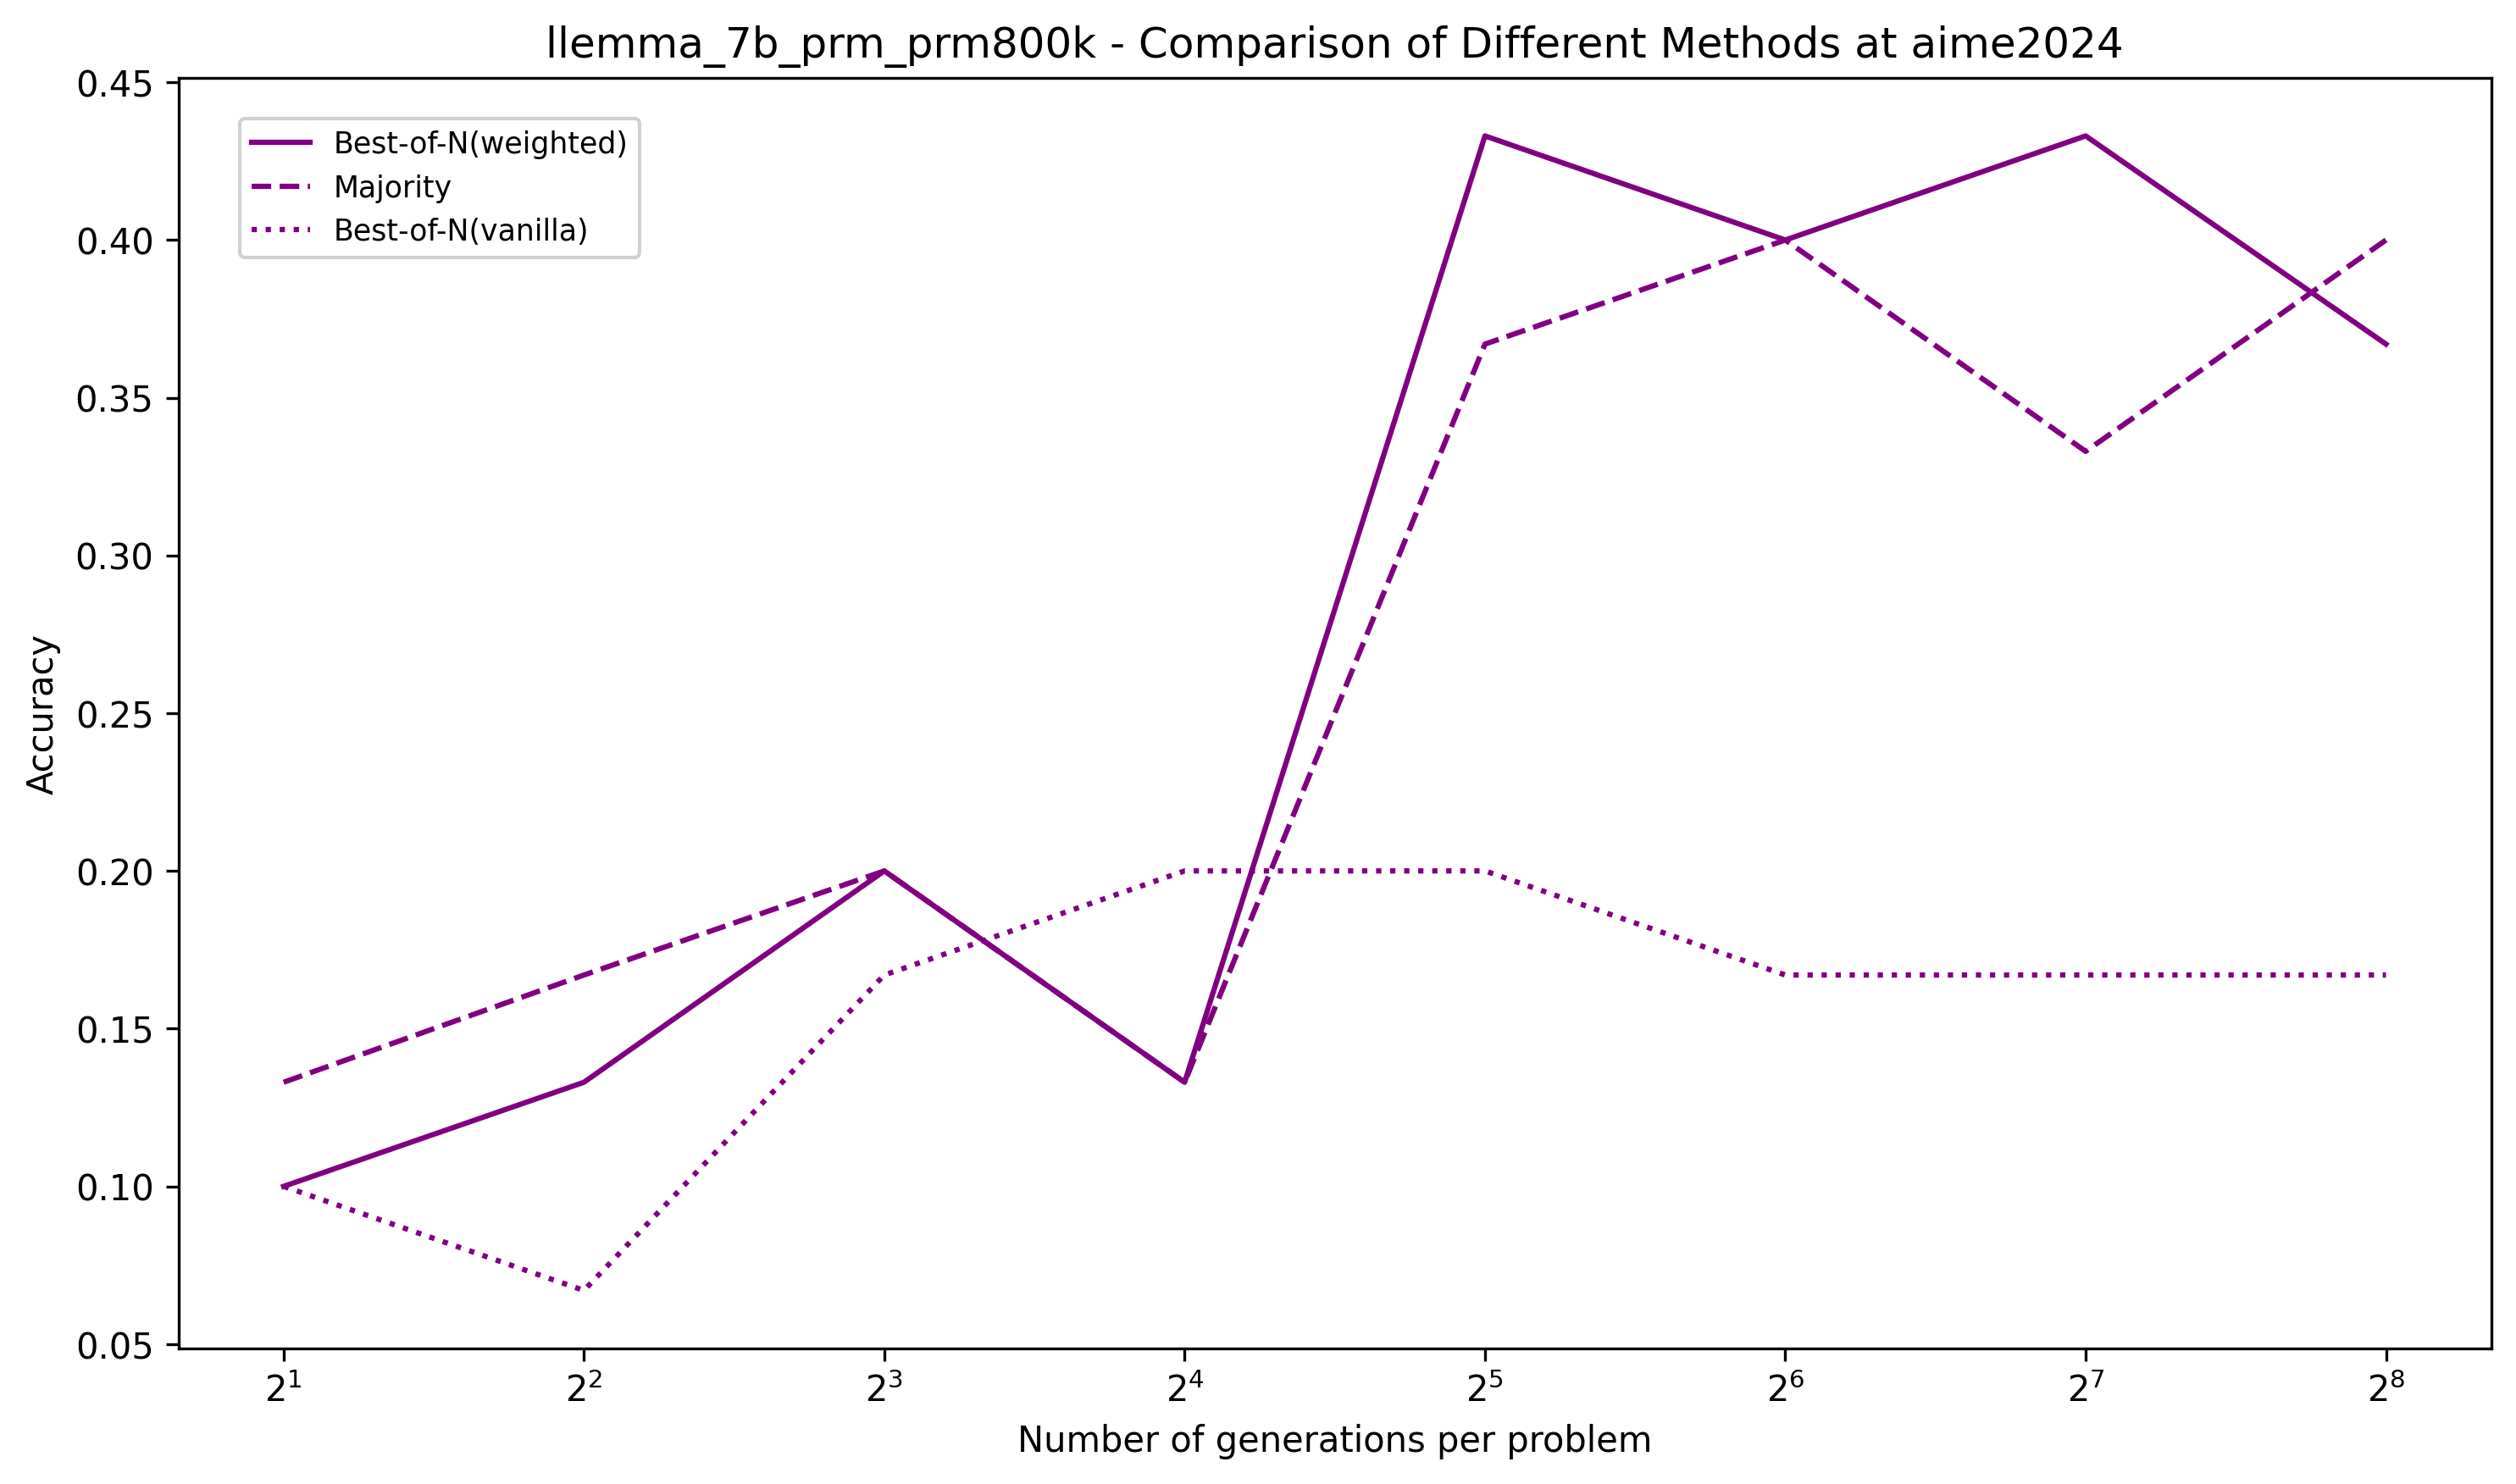 llemma_7b_prm_prm800k - Comparison of Different Methods at aime2024
0.45
0.40
0.35
0.30
0.25
0.20
0.15
0.10
0.05
Accuracy
Best-of-N(weighted)
Majority
Best-of-N(vanilla)
2¹ 2² 2³ 2⁴ 2⁵ 2⁶ 2⁷ 2⁸
Number of generations per problem